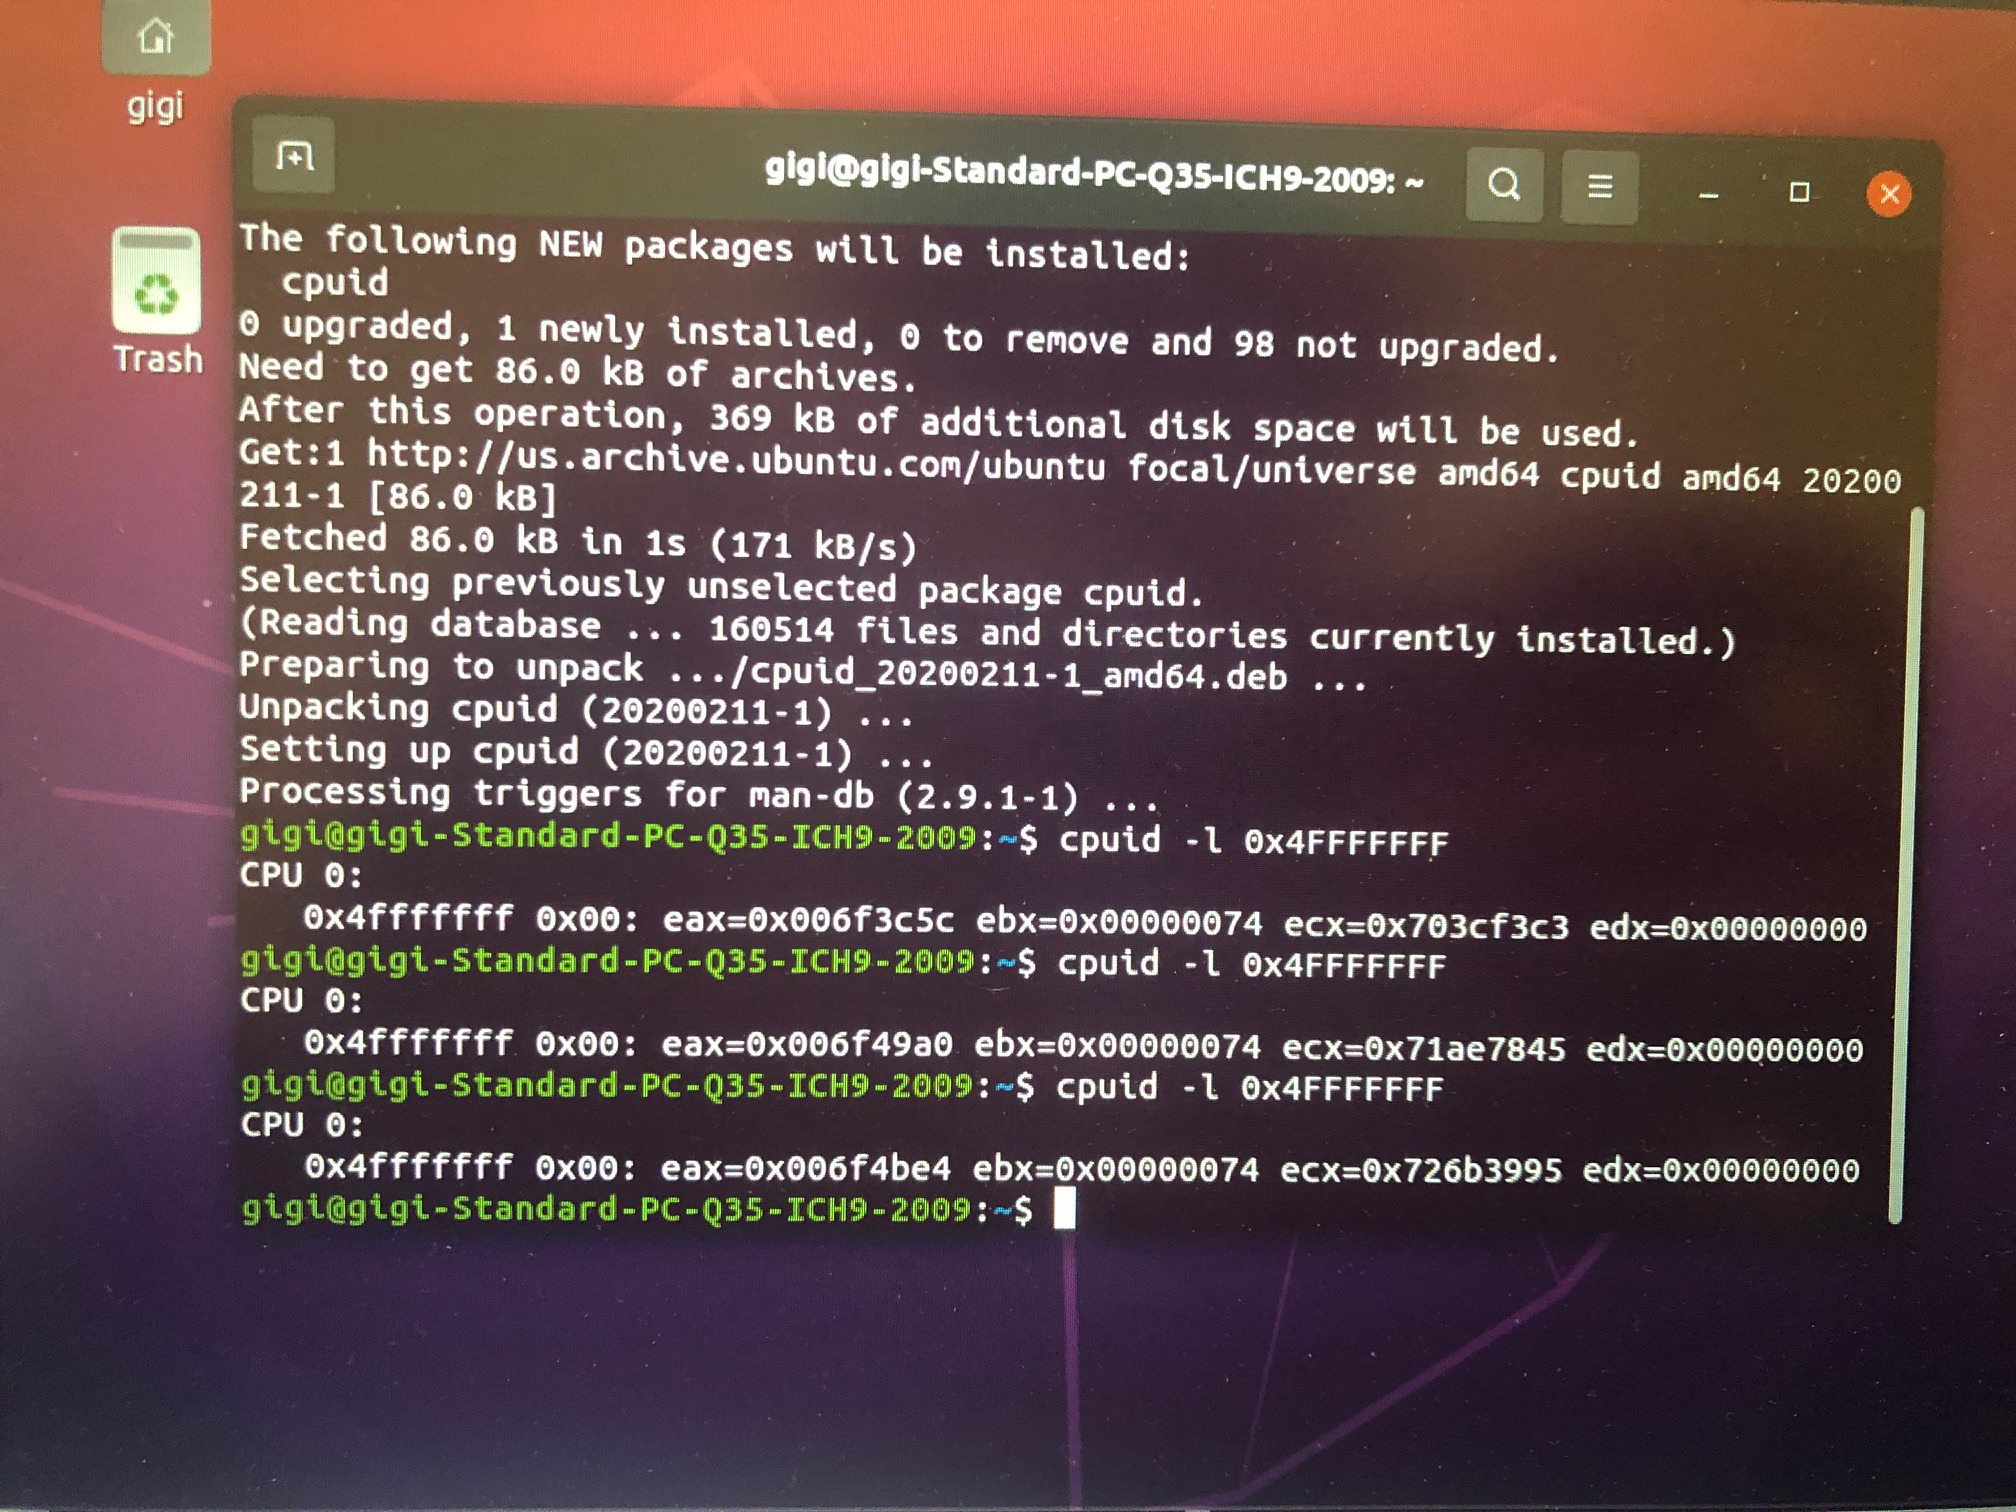 gigi
Trash
gigi@gigi-Standard-PC-Q35-ICH9-2009: ~
The following NEW packages will be installed:
cpuid
0 upgraded, 1 newly installed, 0 to remove and 98 not upgraded.
Need to get 86.0 kB of archives.
After this operation, 369 kB of additional disk space will be used.
Get:1 http://us.archive.ubuntu.com/ubuntu focal/universe amd64 cpuid amd64 20200
211-1 [86.0 kB]
Fetched 86.0 kB in 1s (171 kB/s)
Selecting previously unselected package cpuid.
(Reading database ... 160514 files and directories currently installed.)
Preparing to unpack .../cpuid_20200211-1_amd64.deb ...
Unpacking cpuid (20200211-1) ...
Setting up cpuid (20200211-1) ...
Processing triggers for man-db (2.9.1-1) ...
gigi@gigi-Standard-PC-Q35-ICH9-2009:~$ cpuid -l 0x4FFFFFFF
CPU 0:
0x4fffffff 0x00: eax=0x006f3c5c ebx=0x00000074 ecx=0x703cf3c3 edx=0x00000000
gigi@gigi-Standard-PC-Q35-ICH9-2009:~$ cpuid -l 0x4FFFFFFF
CPU 0:
0x4fffffff 0x00: eax=0x006f49a0 ebx=0x00000074 ecx=0x71ae7845 edx=0x00000000
gigi@gigi-Standard-PC-Q35-ICH9-2009:~$ cpuid -l 0x4FFFFFFF
CPU 0:
0x4fffffff 0x00: eax=0x006f4be4 ebx=0x00000074 ecx=0x726b3995 edx=0x00000000
gigi@gigi-Standard-PC-Q35-ICH9-2009:~$